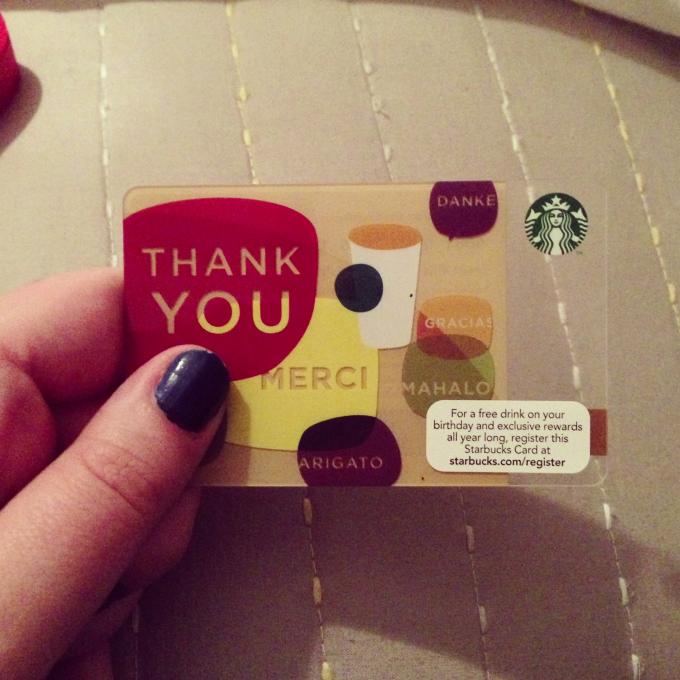 DANKE
THANK
YOU
GRACIAS
MERCI
MAHALO
ARIGATO
For a free drink on your
birthday and exclusive rewards
all year long, register this
Starbucks Card at
starbucks.com/register